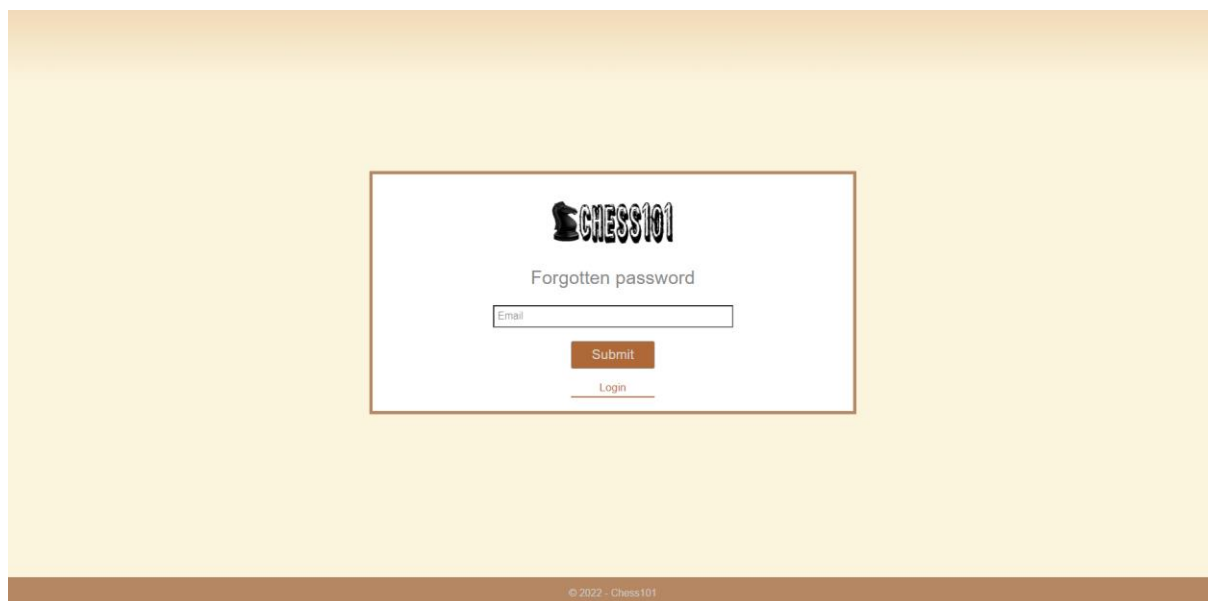 CHESS101
Forgotten password
Email
Submit
Login
© 2022 - Chess101